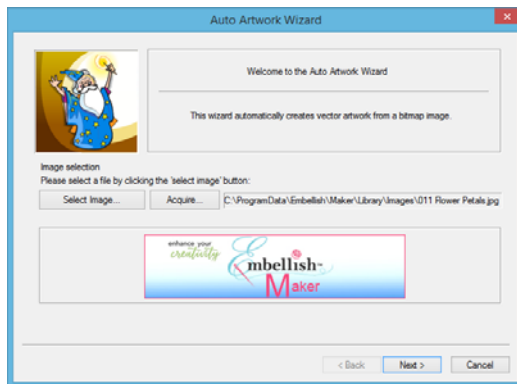 Auto Artwork Wizard
Welcome to the Auto Artwork Wizard
This wizard automatically creates vector artwork from a bitmap image.
Image selection
Please select a file by clicking the 'select image' button:
Select Image...
Acquire...
C:\ProgramData\Embellish\Maker\Library\Images\011 Flower Petals.jpg
enhance your
creativity
Embellish™
Maker
< Back
Next >
Cancel